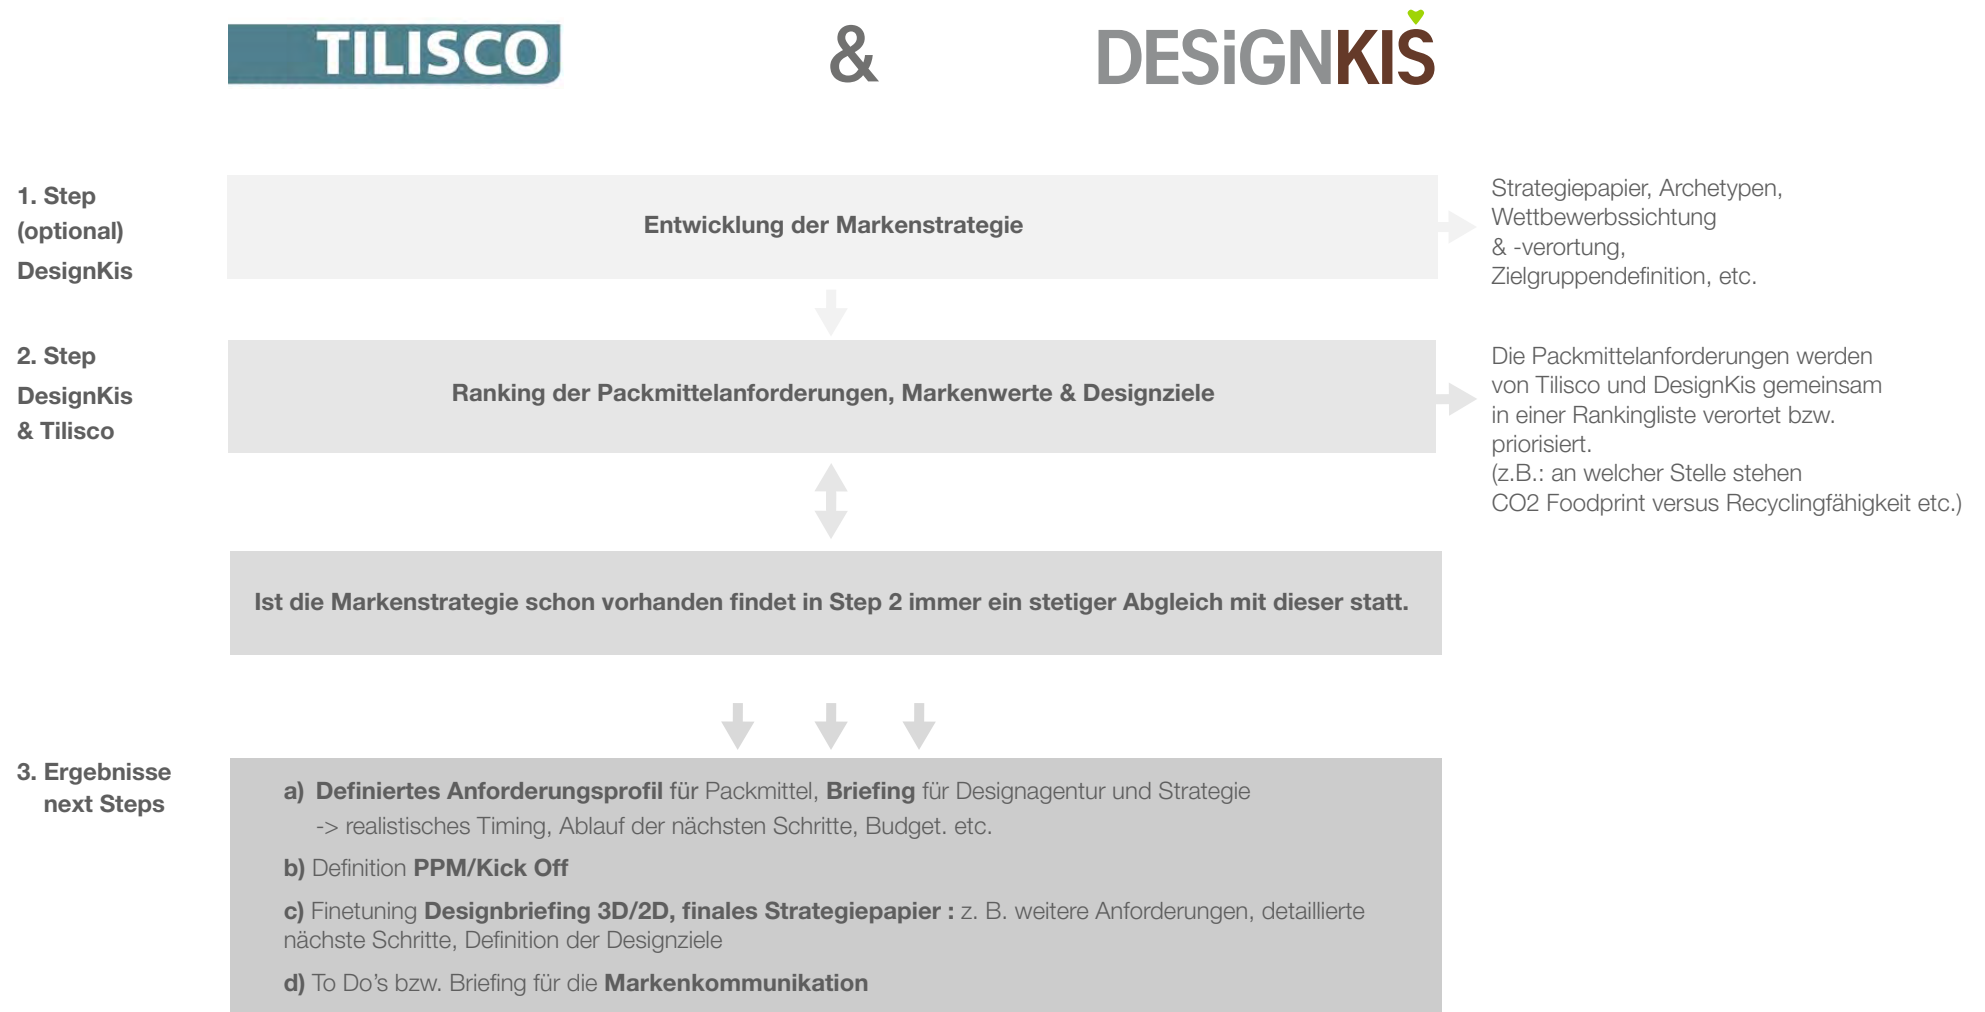 TILISCO & DESiGNKIS
1. Step
(optional)
DesignKis
Entwicklung der Markenstrategie
Strategiepapier, Archetypen,
Wettbewerbssichtung
& -verortung,
Zielgruppendefinition, etc.
2. Step
DesignKis
& Tilisco
Ranking der Packmittelanforderungen, Markenwerte & Designziele
Die Packmittelanforderungen werden
von Tilisco und DesignKis gemeinsam
in einer Rankingliste verortet bzw.
priorisiert.
(z.B.: an welcher Stelle stehen
CO2 Foodprint versus Recyclingfähigkeit etc.)
Ist die Markenstrategie schon vorhanden findet in Step 2 immer ein stetiger Abgleich mit dieser statt.
3. Ergebnisse
next Steps
a) Definiertes Anforderungsprofil für Packmittel, Briefing für Designagentur und Strategie
-> realistisches Timing, Ablauf der nächsten Schritte, Budget. etc.
b) Definition PPM/Kick Off
c) Finetuning Designbriefing 3D/2D, finales Strategiepapier : z. B. weitere Anforderungen, detaillierte
nächste Schritte, Definition der Designziele
d) To Do's bzw. Briefing für die Markenkommunikation